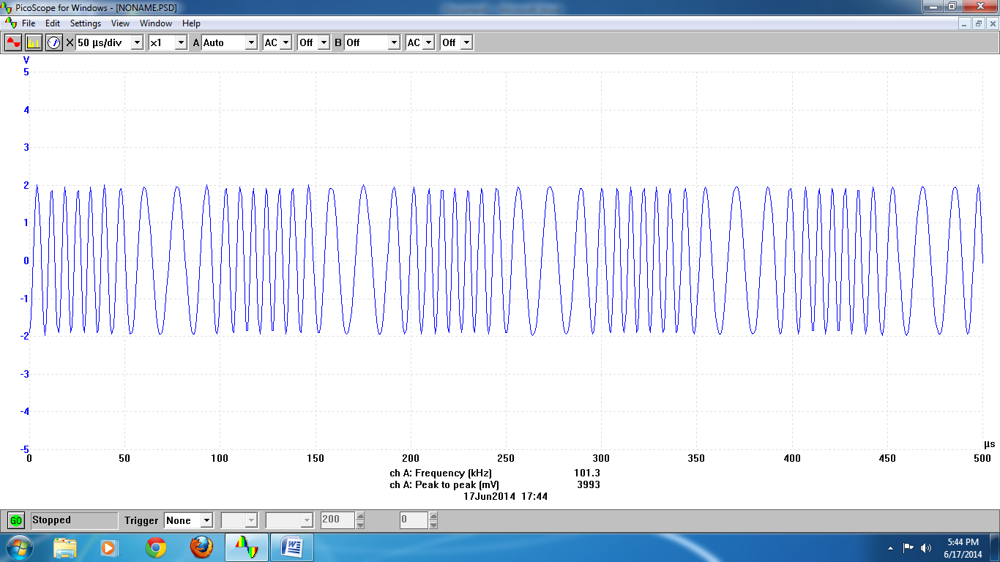 PicoScope for Windows - [NONAME.PSD]
File Edit Settings View Window Help
X 50 µs/div x1 A Auto AC Off B Off AC Off
V
5
4
3
2
1
0
-1
-2
-3
-4
-5
µs
0 50 100 150 200 250 300 350 400 450 500
ch A: Frequency (kHz) 101.3
ch A: Peak to peak (mV) 3993
17Jun2014 17:44
GO Stopped Trigger None 200 0
5:44 PM
6/17/2014